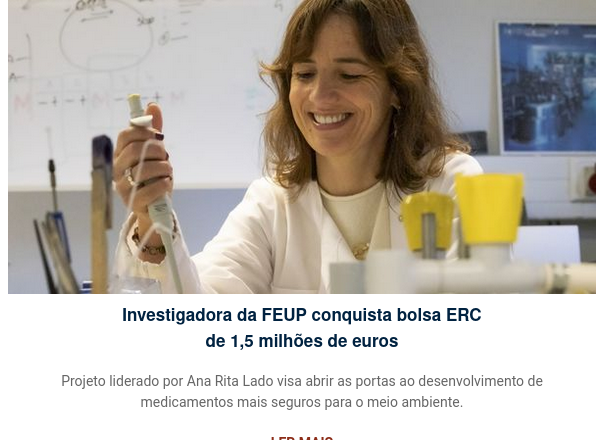 Investigadora da FEUP conquista bolsa ERC
de 1,5 milhões de euros
Projeto liderado por Ana Rita Lado visa abrir as portas ao desenvolvimento de
medicamentos mais seguros para o meio ambiente.
LER MAIS